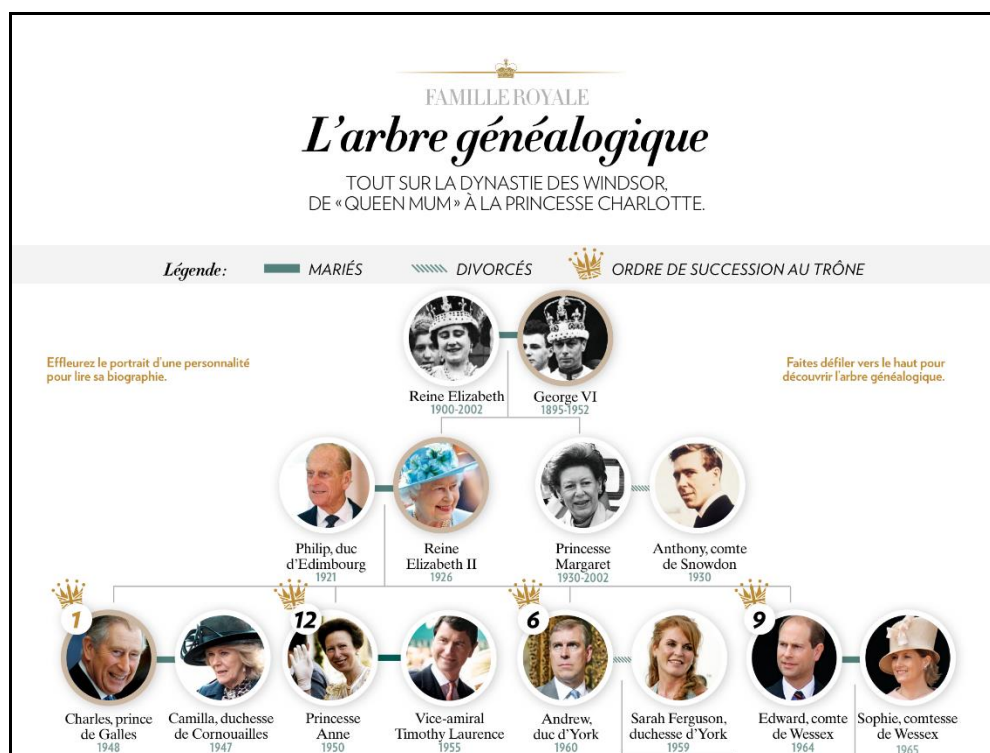 FAMILLE ROYALE
L'arbre généalogique
TOUT SUR LA DYNASTIE DES WINDSOR,
DE « QUEEN MUM » À LA PRINCESSE CHARLOTTE.
Légende: MARIÉS DIVORCÉS ORDRE DE SUCCESSION AU TRÔNE
Effleurez le portrait d'une personnalité
pour lire sa biographie.
Faites défiler vers le haut pour
découvrir l'arbre généalogique.
Reine Elizabeth
1900-2002
George VI
1895-1952
Philip, duc
d'Edimbourg
1921
Reine
Elizabeth II
1926
Princesse
Margaret
1930-2002
Anthony, comte
de Snowdon
1930
1
Charles, prince
de Galles
1948
Camilla, duchesse
de Cornouailles
1947
12
Princesse
Anne
1950
Vice-amiral
Timothy Laurence
1955
6
Andrew,
duc d'York
1960
Sarah Ferguson,
duchesse d'York
1959
9
Edward, comte
de Wessex
1964
Sophie, comtesse
de Wessex
1965